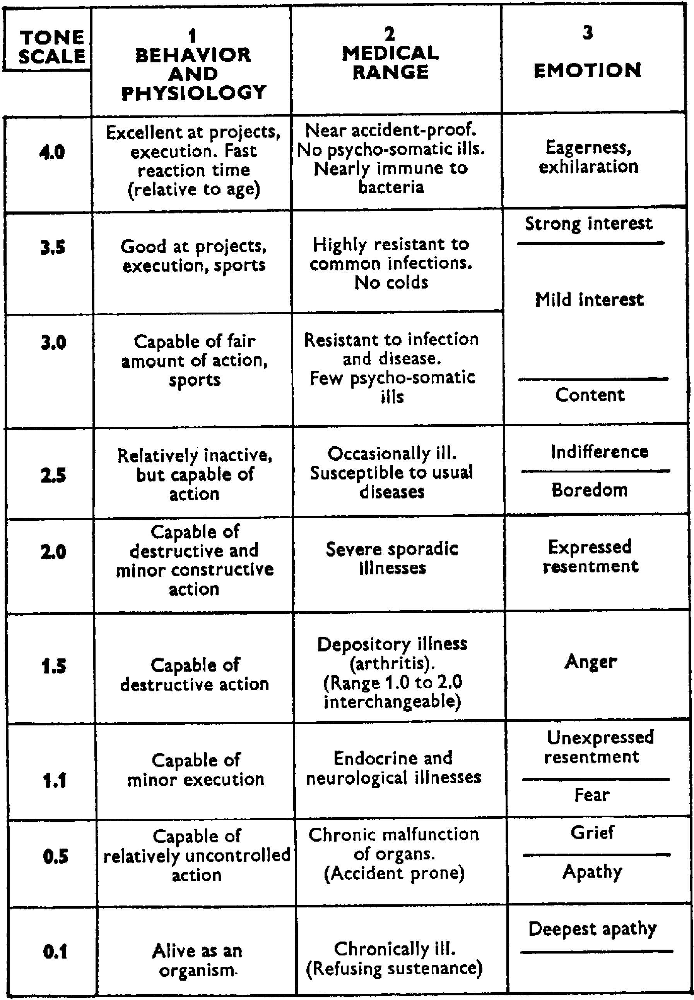 TONE
SCALE
1
BEHAVIOR
AND
PHYSIOLOGY
2
MEDICAL
RANGE
3
EMOTION
4.0
Excellent at projects,
execution. Fast
reaction time
(relative to age)
Near accident-proof.
No psycho-somatic ills.
Nearly immune to
bacteria
Eagerness,
exhilaration
3.5
Good at projects,
execution, sports
Highly resistant to
common infections.
No colds
Strong interest
Mild interest
3.0
Capable of fair
amount of action,
sports
Resistant to infection
and disease.
Few psycho-somatic
ills
Content
2.5
Relatively inactive,
but capable of
action
Occasionally ill.
Susceptible to usual
diseases
Indifference
Boredom
2.0
Capable of
destructive and
minor constructive
action
Severe sporadic
illnesses
Expressed
resentment
1.5
Capable of
destructive action
Depository illness
(arthritis).
(Range 1.0 to 2.0
interchangeable)
Anger
1.1
Capable of
minor execution
Endocrine and
neurological illnesses
Unexpressed
resentment
Fear
0.5
Capable of
relatively uncontrolled
action
Chronic malfunction
of organs.
(Accident prone)
Grief
Apathy
0.1
Alive as an
organism.
Chronically ill.
(Refusing sustenance)
Deepest apathy